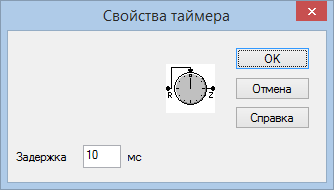 Свойства таймера
OK
R Z
Отмена
Справка
Задержка 10 мс